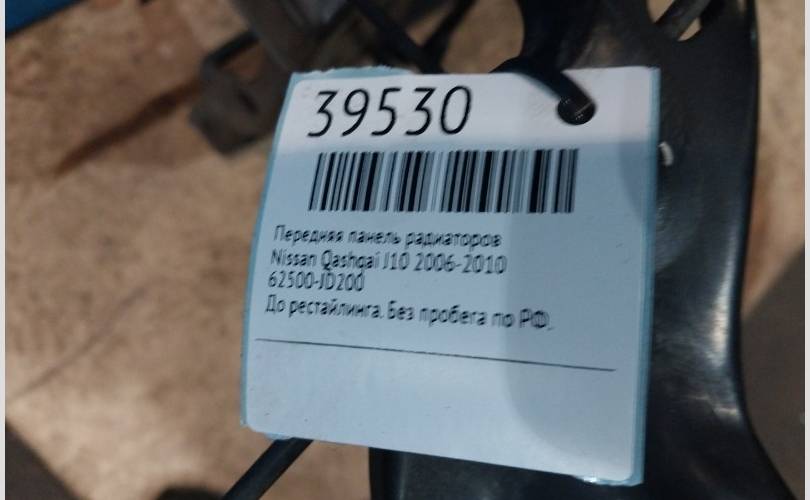 39530
Передняя панель радиаторов
Nissan Qashqai J10 2006-2010
62500-JD200
До рестайлинга. Без пробега по РФ.